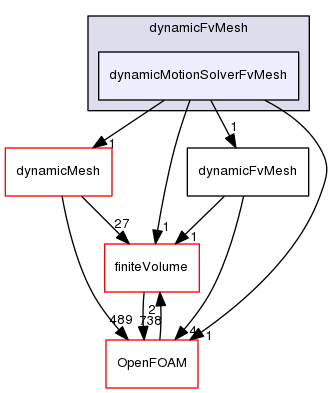 dynamicFvMesh
dynamicMotionSolverFvMesh
1
1
dynamicMesh
dynamicFvMesh
27
1
1
finiteVolume
489
2
738
4
1
OpenFOAM